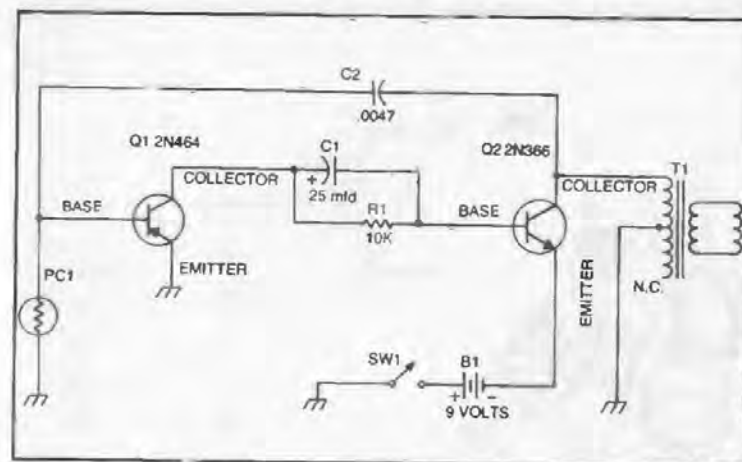 C2
.0047
Q1 2N464
C1
Q2 2N366
T1
COLLECTOR
+
25 mfd
COLLECTOR
BASE
R1
10K
BASE
EMITTER
EMITTER
PC1
N.C.
SW1
B1
+ −
9 VOLTS